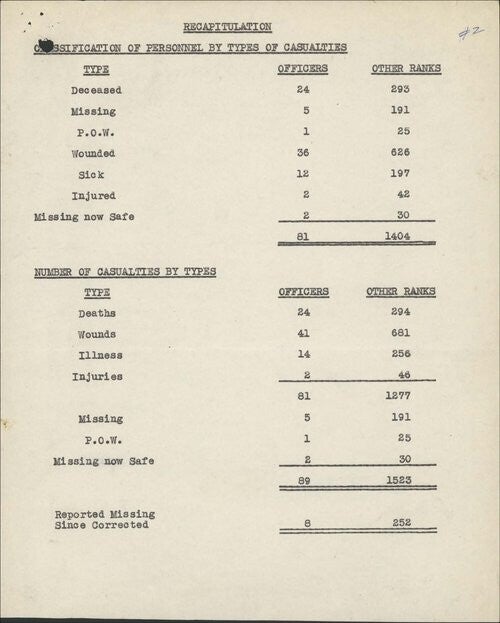 RECAPITULATION
#2
CLASSIFICATION OF PERSONNEL BY TYPES OF CASUALTIES
TYPE OFFICERS OTHER RANKS
Deceased 24 293
Missing 5 191
P.O.W. 1 25
Wounded 36 626
Sick 12 197
Injured 2 42
Missing now Safe 2 30
81 1404
NUMBER OF CASUALTIES BY TYPES
TYPE OFFICERS OTHER RANKS
Deaths 24 294
Wounds 41 681
Illness 14 256
Injuries 2 46
81 1277
Missing 5 191
P.O.W. 1 25
Missing now Safe 2 30
89 1523
Reported Missing
Since Corrected 8 252